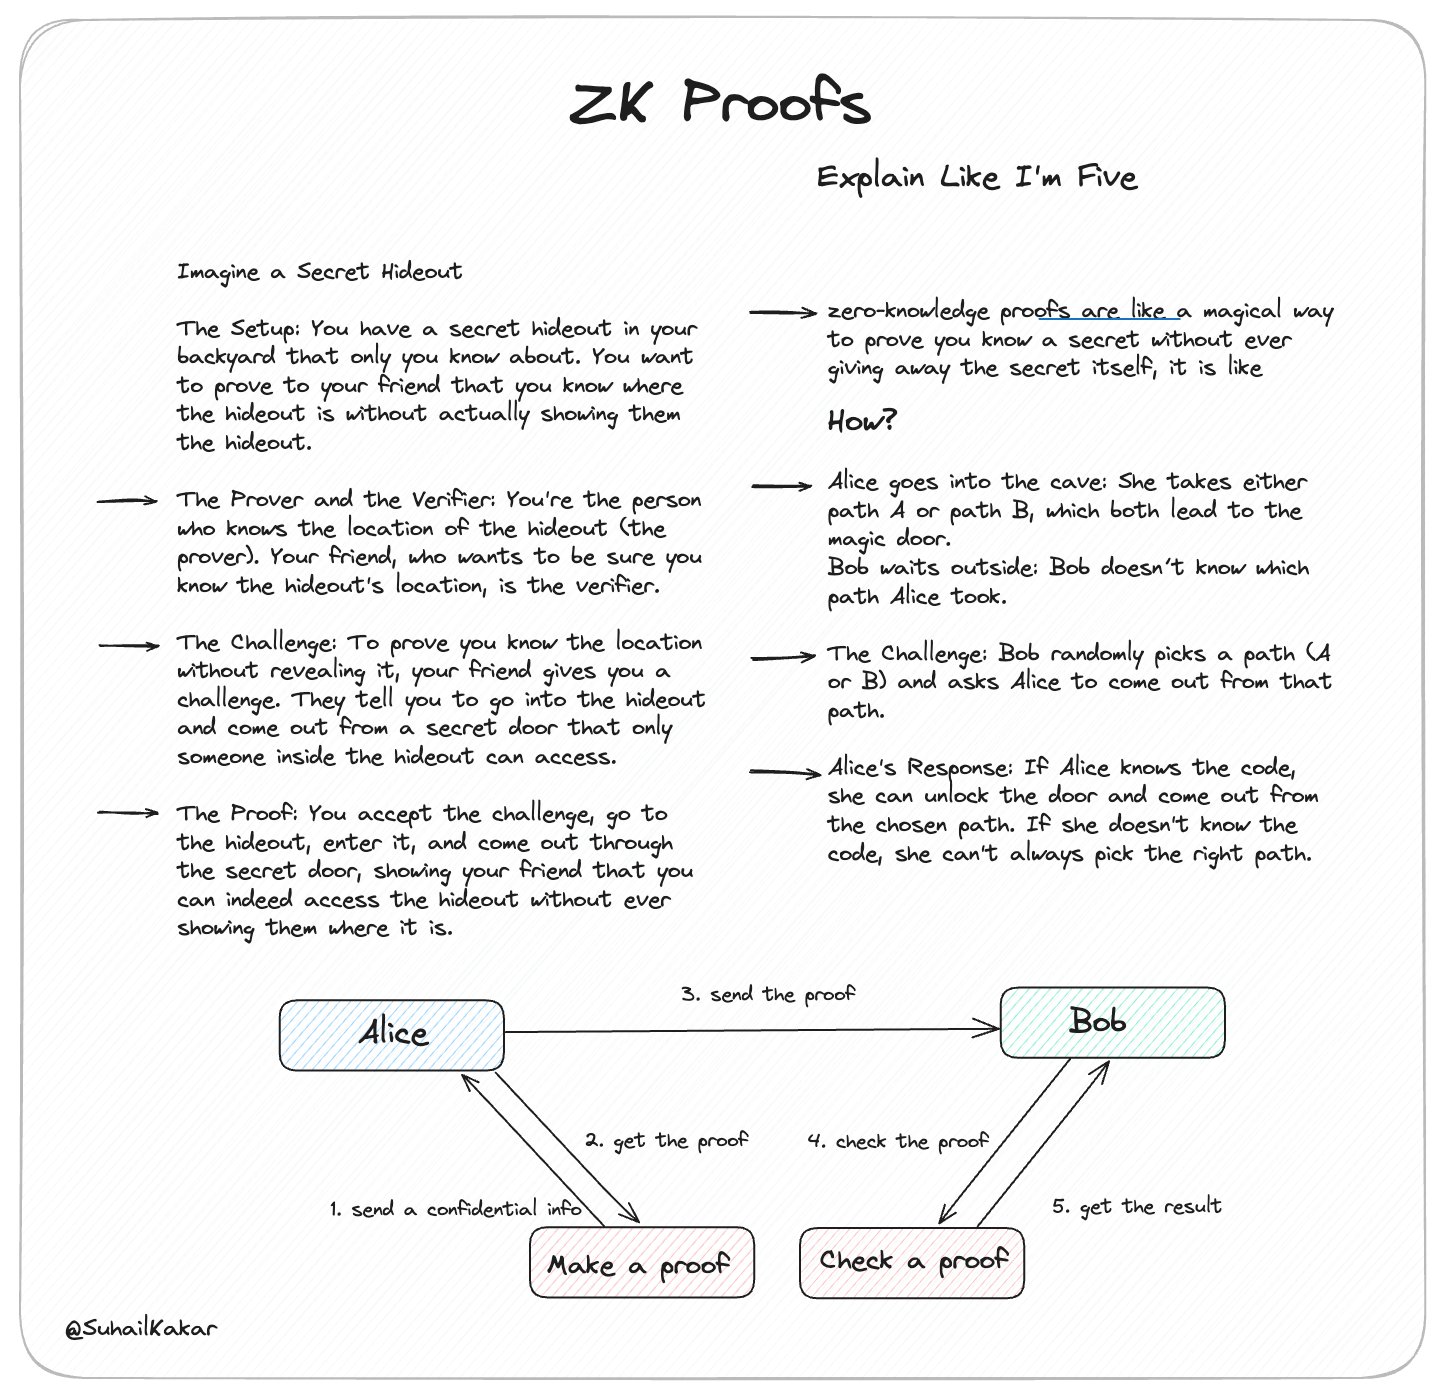 ZK Proofs
Explain Like I'm Five
Imagine a Secret Hideout
The Setup: You have a secret hideout in your
backyard that only you know about. You want
to prove to your friend that you know where
the hideout is without actually showing them
the hideout.
The Prover and the Verifier: You're the person
who knows the location of the hideout (the
prover). Your friend, who wants to be sure you
know the hideout's location, is the verifier.
The Challenge: To prove you know the location
without revealing it, your friend gives you a
challenge. They tell you to go into the hideout
and come out from a secret door that only
someone inside the hideout can access.
The Proof: You accept the challenge, go to
the hideout, enter it, and come out through
the secret door, showing your friend that you
can indeed access the hideout without ever
showing them where it is.
zero-knowledge proofs are like a magical way
to prove you know a secret without ever
giving away the secret itself, it is like
How?
Alice goes into the cave: She takes either
path A or path B, which both lead to the
magic door.
Bob waits outside: Bob doesn't know which
path Alice took.
The Challenge: Bob randomly picks a path (A
or B) and asks Alice to come out from that
path.
Alice's Response: If Alice knows the code,
she can unlock the door and come out from
the chosen path. If she doesn't know the
code, she can't always pick the right path.
3. send the proof
Alice
Bob
2. get the proof
4. check the proof
1. send a confidential info
5. get the result
Make a proof
Check a proof
@SuhailKakar